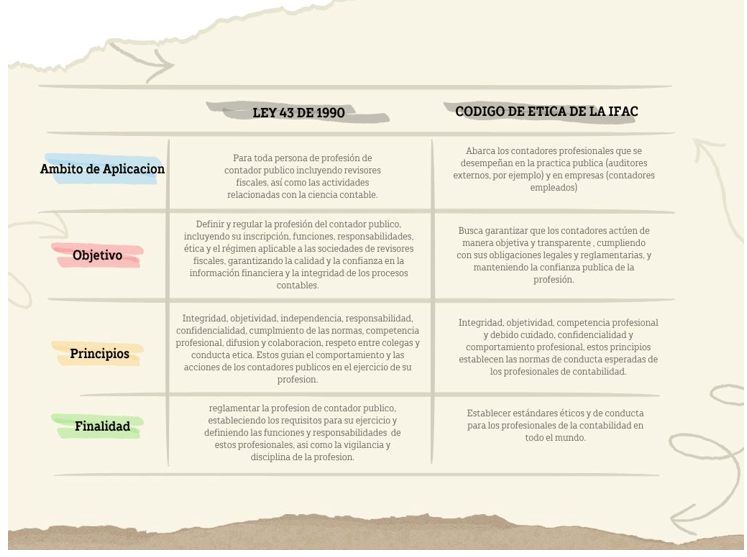 LEY 43 DE 1990
CODIGO DE ETICA DE LA IFAC
Ambito de Aplicacion
Para toda persona de profesión de
contador publico incluyendo revisores
fiscales, así como las actividades
relacionadas con la ciencia contable.
Abarca los contadores profesionales que se
desempeñan en la practica publica (auditores
externos, por ejemplo) y en empresas (contadores
empleados)
Objetivo
Definir y regular la profesión del contador publico,
incluyendo su inscripción, funciones, responsabilidades,
ética y el régimen aplicable a las sociedades de revisores
fiscales, garantizando la calidad y la confianza en la
información financiera y la integridad de los procesos
contables.
Busca garantizar que los contadores actúen de
manera objetiva y transparente , cumpliendo
con sus obligaciones legales y reglamentarias, y
manteniendo la confianza publica de la
profesión.
Principios
Integridad, objetividad, independencia, responsabilidad,
confidencialidad, cumplmiento de las normas, competencia
profesional, difusion y colaboracion, respeto entre colegas y
conducta etica. Estos guian el comportamiento y las
acciones de los contadores publicos en el ejercicio de su
profesion.
Integridad, objetividad, competencia profesional
y debido cuidado, confidencialidad y
comportamiento profesional, estos principios
establecen las normas de conducta esperadas de
los profesionales de contabilidad.
Finalidad
reglamentar la profesion de contador publico,
estableciendo los requisitos para su ejercicio y
definiendo las funciones y responsabilidades de
estos profesionales, asi como la vigilancia y
disciplina de la profesion.
Establecer estándares éticos y de conducta
para los profesionales de la contabilidad en
todo el mundo.